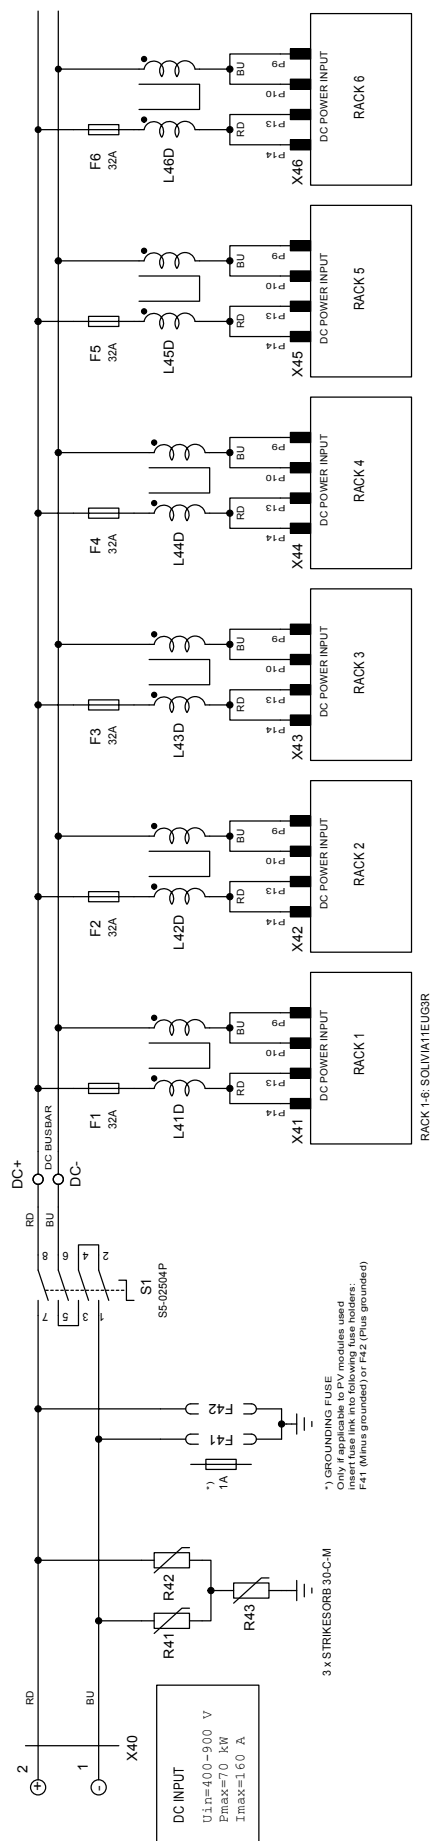 DC INPUT
Uin=400-900 V
Pmax=70 kW
Imax=160 A
2
+
RD
1
-
BU
X40
R41
R42
R43
3 x STRIKESORB 30-C-M
F41
F42
*)
1A
*) GROUNDING FUSE
Only if applicable to PV modules used
insert fuse link into following fuse holders:
F41 (Minus grounded) or F42 (Plus grounded)
7
8
5
6
3
4
1
2
S1
S5-02504P
RD
BU
DC+
DC BUSBAR
DC-
F1
32A
L41D
RD
BU
P14
P13
P10
P9
X41
DC POWER INPUT
RACK 1
F2
32A
L42D
RD
BU
P14
P13
P10
P9
X42
DC POWER INPUT
RACK 2
F3
32A
L43D
RD
BU
P14
P13
P10
P9
X43
DC POWER INPUT
RACK 3
F4
32A
L44D
RD
BU
P14
P13
P10
P9
X44
DC POWER INPUT
RACK 4
F5
32A
L45D
RD
BU
P14
P13
P10
P9
X45
DC POWER INPUT
RACK 5
F6
32A
L46D
RD
BU
P14
P13
P10
P9
X46
DC POWER INPUT
RACK 6
RACK 1-6: SOLIVIA11EUG3R